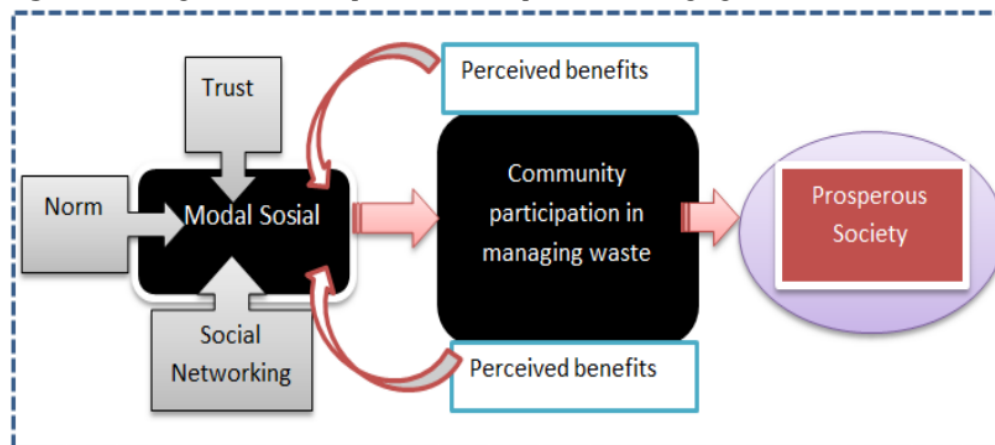 Perceived benefits
Trust
Norm
Modal Sosial
Community
participation in
managing waste
Prosperous
Society
Social
Networking
Perceived benefits